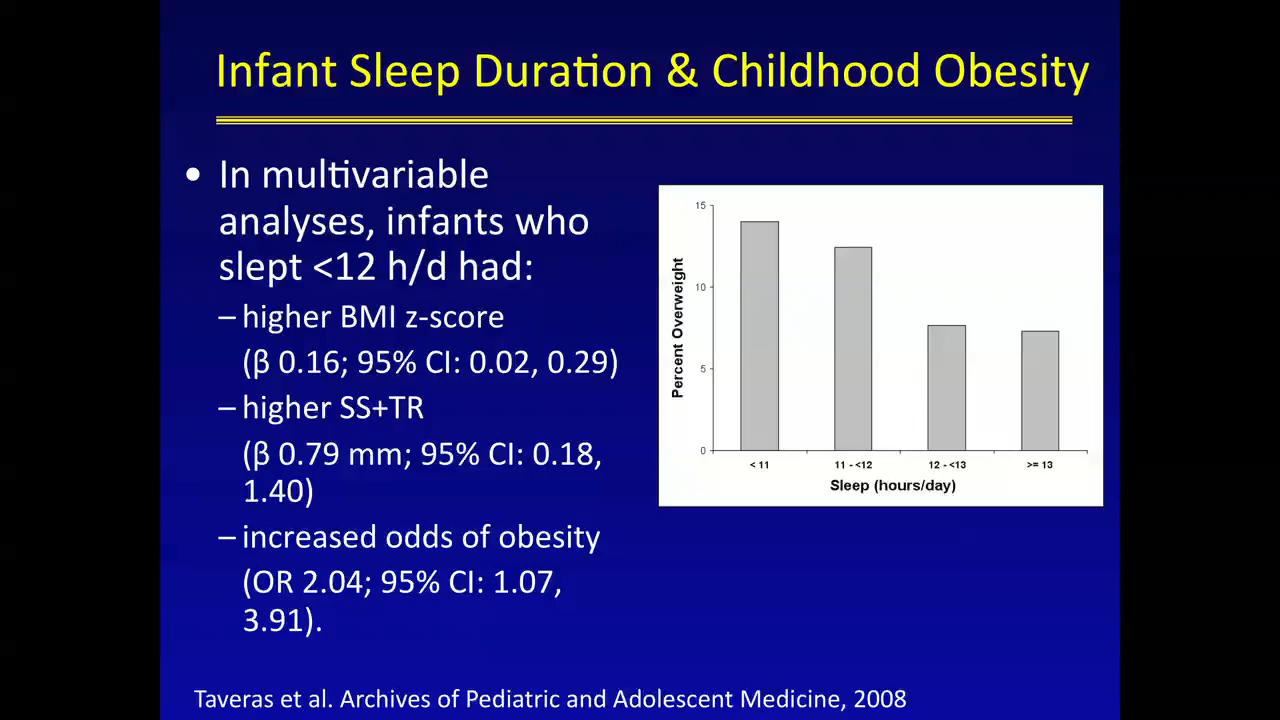 Infant Sleep Duration & Childhood Obesity
• In multivariable
analyses, infants who
slept <12 h/d had:
– higher BMI z-score
(β 0.16; 95% CI: 0.02, 0.29)
– higher SS+TR
(β 0.79 mm; 95% CI: 0.18,
1.40)
– increased odds of obesity
(OR 2.04; 95% CI: 1.07,
3.91).
Percent Overweight
15
10
5
0
< 11
11 - <12
12 - <13
>= 13
Sleep (hours/day)
Taveras et al. Archives of Pediatric and Adolescent Medicine, 2008